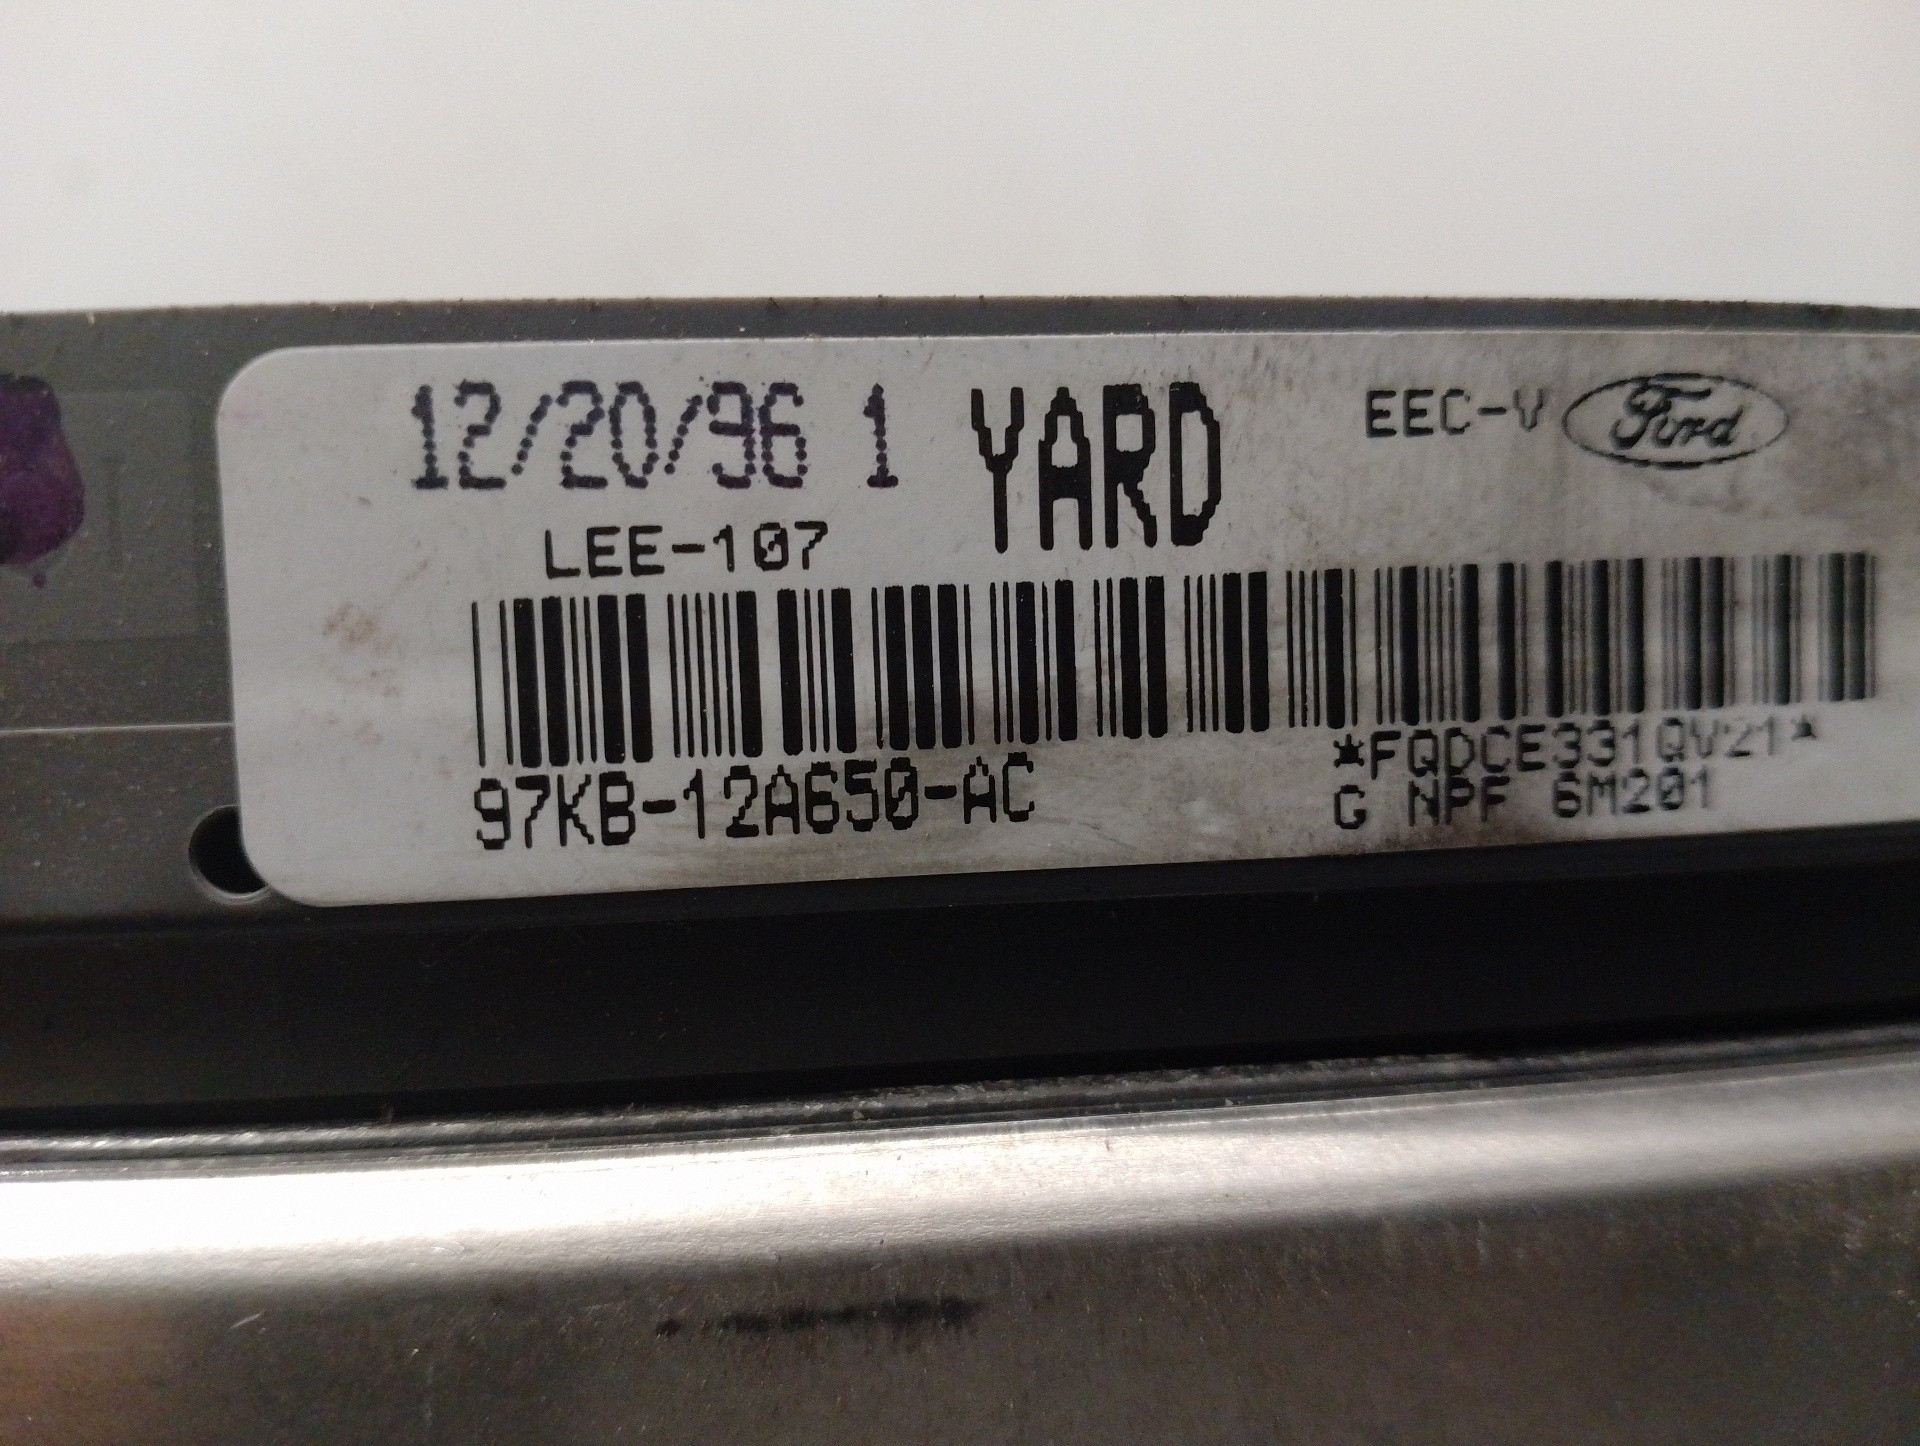 12/20/96 1 YARD EEC-V Ford
LEE-107
97KB-12A650-AC *FQDCE331QV21*
G NPF 6M201